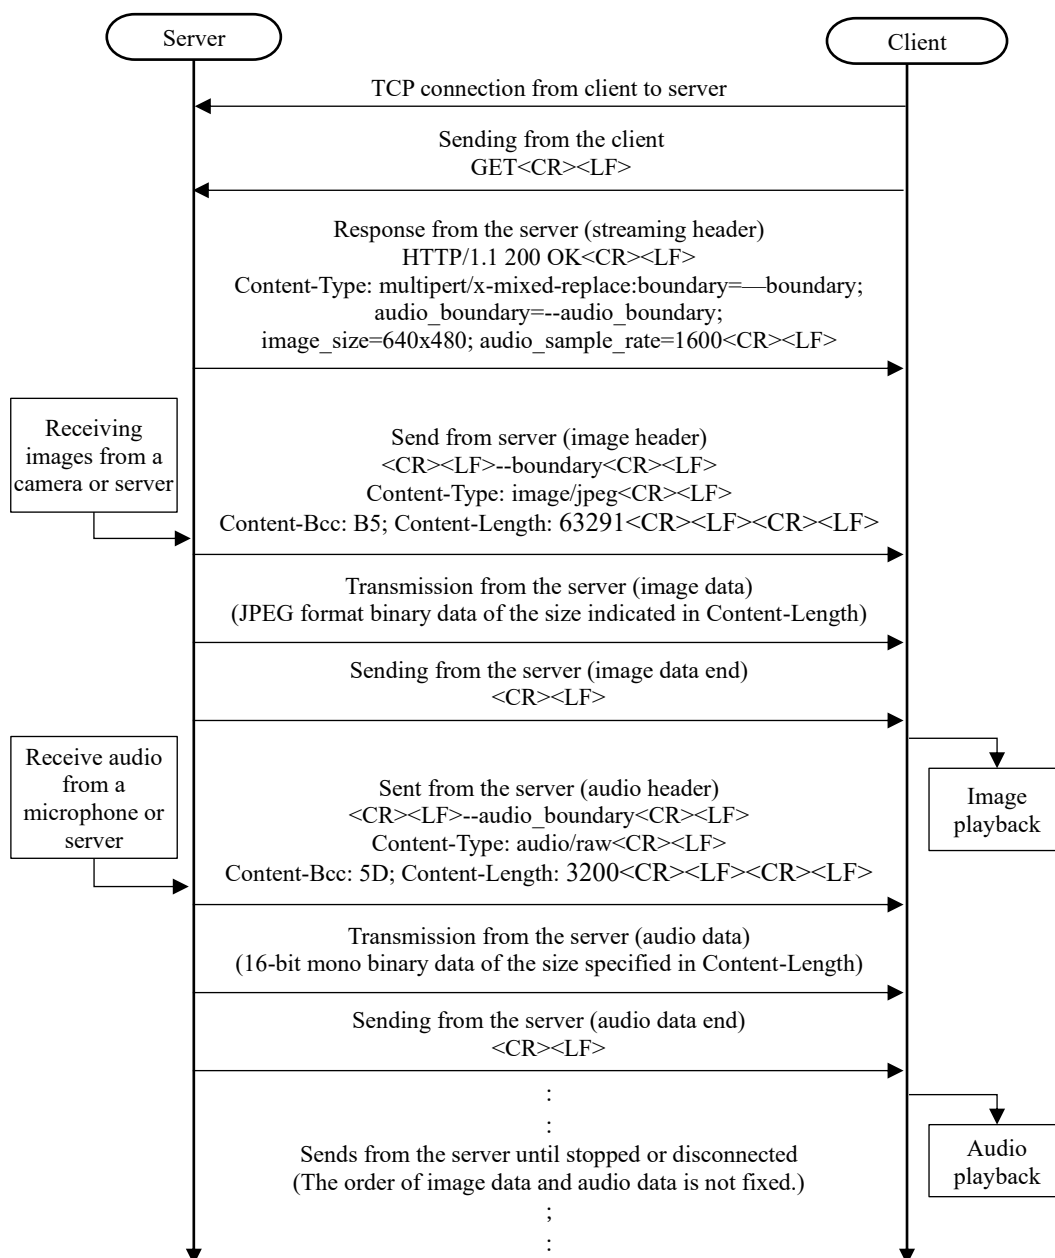 Server
Client
TCP connection from client to server
Sending from the client
GET<CR><LF>
Response from the server (streaming header)
HTTP/1.1 200 OK<CR><LF>
Content-Type: multipert/x-mixed-replace:boundary=—boundary;
audio_boundary=--audio_boundary;
image_size=640x480; audio_sample_rate=1600<CR><LF>
Receiving
images from a
camera or server
Send from server (image header)
<CR><LF>--boundary<CR><LF>
Content-Type: image/jpeg<CR><LF>
Content-Bcc: B5; Content-Length: 63291<CR><LF><CR><LF>
Transmission from the server (image data)
(JPEG format binary data of the size indicated in Content-Length)
Sending from the server (image data end)
<CR><LF>
Receive audio
from a
microphone or
server
Image
playback
Sent from the server (audio header)
<CR><LF>--audio_boundary<CR><LF>
Content-Type: audio/raw<CR><LF>
Content-Bcc: 5D; Content-Length: 3200<CR><LF><CR><LF>
Transmission from the server (audio data)
(16-bit mono binary data of the size specified in Content-Length)
Sending from the server (audio data end)
<CR><LF>
:
:
Sends from the server until stopped or disconnected
(The order of image data and audio data is not fixed.)
;
:
Audio
playback